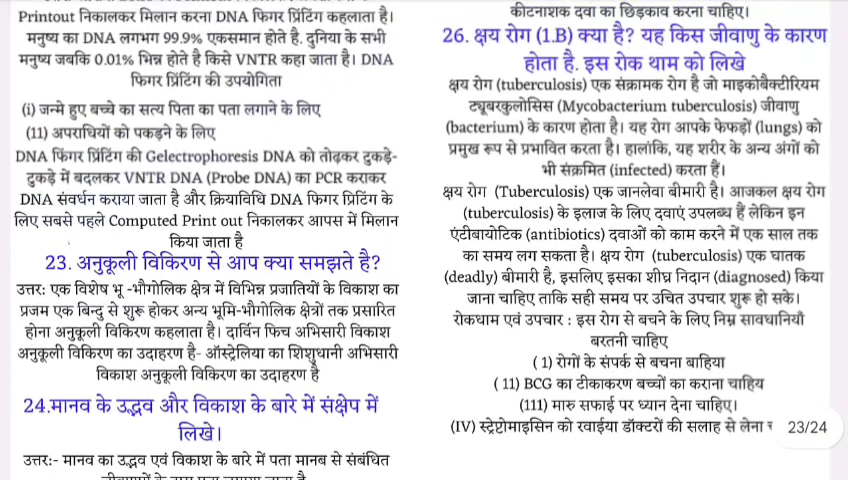 Printout निकालकर मिलान करना DNA फिगर प्रिटिंग कहलाता है।
मनुष्य का DNA लगभग 99.9% एकसमान होते है. दुनिया के सभी
मनुष्य जबकि 0.01% भिन्न होते है किसे VNTR कहा जाता है। DNA
फिगर प्रिंटिंग की उपयोगिता
(i) जन्मे हुए बच्चे का सत्य पिता का पता लगाने के लिए
(11) अपराधियों को पकड़ने के लिए
DNA फिंगर प्रिंटिंग की Gelectrophoresis DNA को तोढ़कर टुकड़े-
टुकड़े में बदलकर VNTR DNA (Probe DNA) का PCR कराकर
DNA संवर्धन कराया जाता है और क्रियाविधि DNA फिगर प्रिटिंग के
लिए सबसे पहले Computed Print out निकालकर आपस में मिलान
किया जाता है
23. अनुकूली विकिरण से आप क्या समझते है?
उत्तर: एक विशेष भू -भौगोलिक क्षेत्र में विभिन्न प्रजातियों के विकाश का
प्रजम एक बिन्दु से शुरू होकर अन्य भूमि-भौगोलिक क्षेत्रों तक प्रसारित
होना अनुकूली विकिरण कहलाता है। दार्विन फिच अभिसारी विकाश
अनुकूली विकिरण का उदाहरण है- ऑस्ट्रेलिया का शिशुधानी अभिसारी
विकाश अनुकूली विकिरण का उदाहरण है
24.मानव के उद्भव और विकाश के बारे में संक्षेप में
लिखे।
उत्तर:- मानव का उद्भव एवं विकाश के बारे में पता मानब से संबंधित
कीटनाशक दवा का छिड़काव करना चाहिए।
26. क्षय रोग (1.B) क्या है? यह किस जीवाणु के कारण
होता है. इस रोक थाम को लिखे
क्षय रोग (tuberculosis) एक संक्रामक रोग है जो माइकोबैक्टीरियम
ट्यूबरकुलोसिस (Mycobacterium tuberculosis) जीवाणु
(bacterium) के कारण होता है। यह रोग आपके फेफड़ों (lungs) को
प्रमुख रूप से प्रभावित करता है। हालांकि, यह शरीर के अन्य अंगों को
भी संक्रमित (infected) करता हैं।
क्षय रोग (Tuberculosis) एक जानलेवा बीमारी है। आजकल क्षय रोग
(tuberculosis) के इलाज के लिए दवाएं उपलब्ध हैं लेकिन इन
एंटीबायोटिक (antibiotics) दवाओं को काम करने में एक साल तक
का समय लग सकता है। क्षय रोग (tuberculosis) एक घातक
(deadly) बीमारी है, इसलिए इसका शीघ्र निदान (diagnosed) किया
जाना चाहिए ताकि सही समय पर उचित उपचार शुरू हो सके।
रोकधाम एवं उपचार : इस रोग से बचने के लिए निम्न सावधानियाँ
बरतनी चाहिए
( 1) रोगों के संपर्क से बचना बाहिया
( 11) BCG का टीकाकरण बच्चों का कराना चाहिय
(111) मारु सफाई पर ध्यान देना चाहिए।
(IV) स्ट्रेप्टोमाइसिन को रवाईया डॉक्टरों की सलाह से लेना
23/24